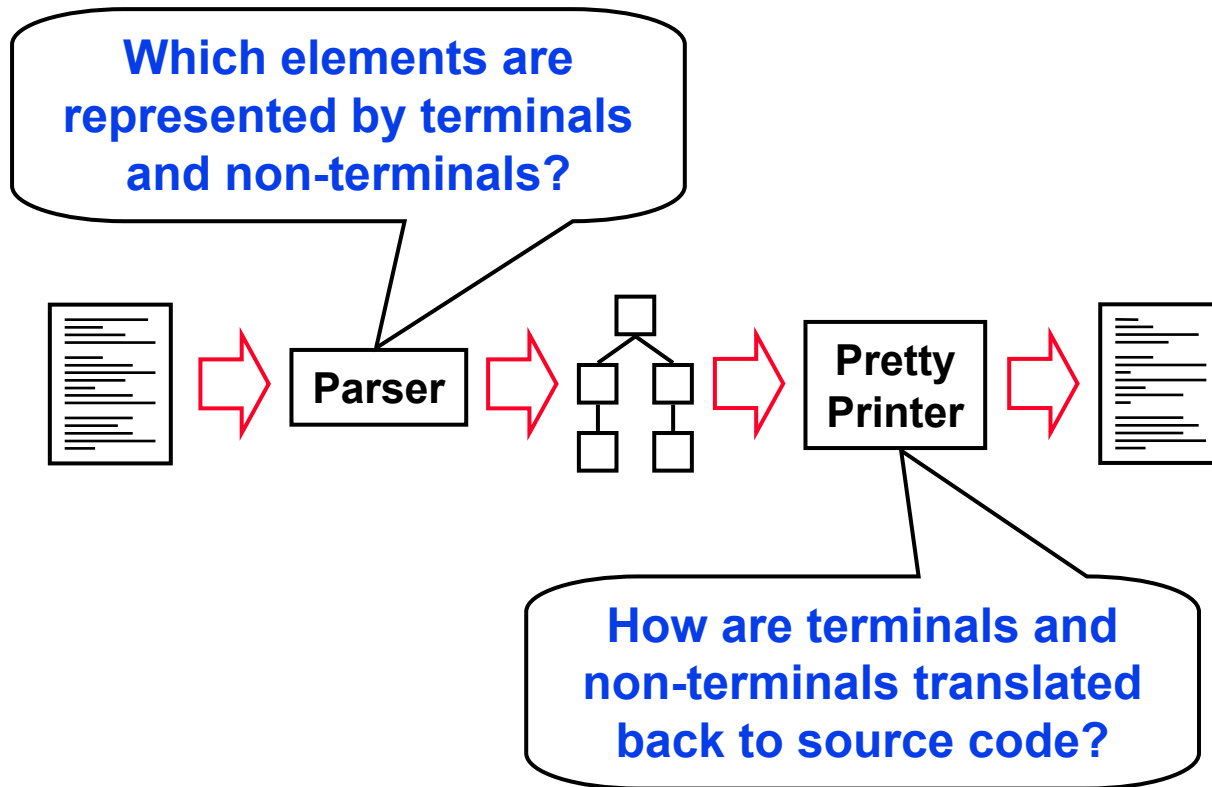 Which elements are
represented by terminals
and non-terminals?
Parser
Pretty
Printer
How are terminals and
non-terminals translated
back to source code?